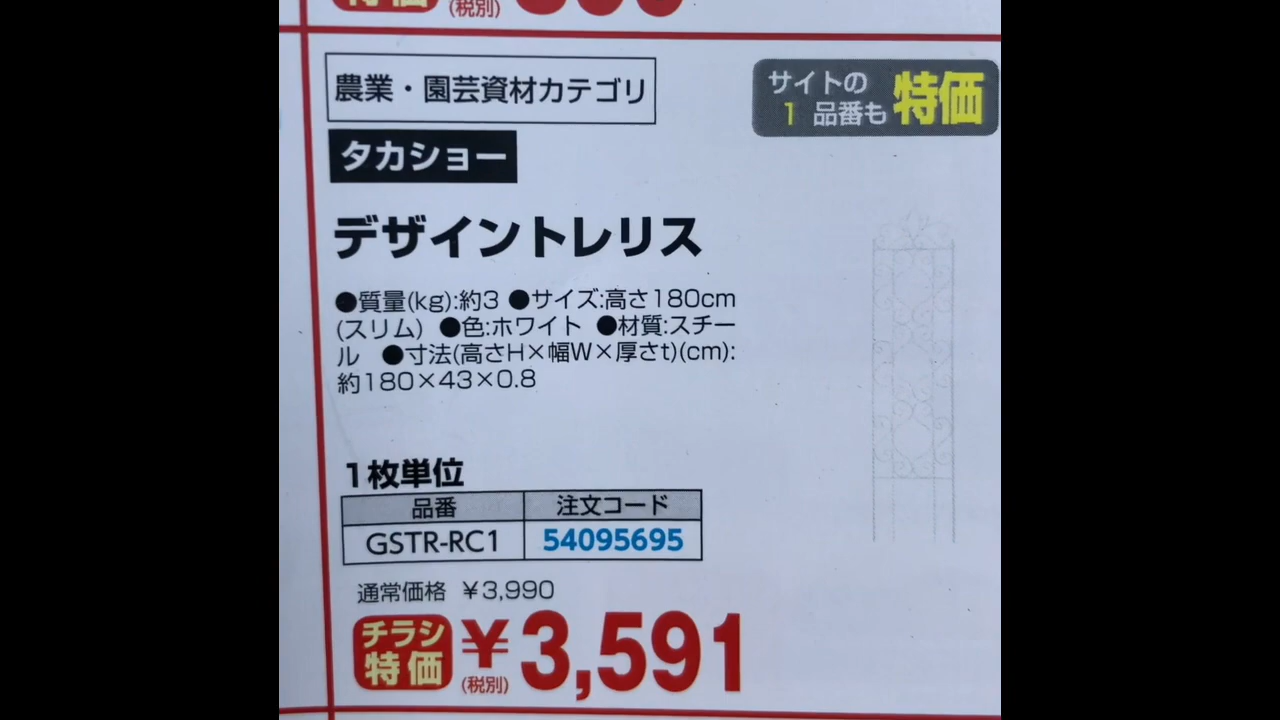 特価
(税別)
農業・園芸資材カテゴリ
サイトの
1 品番も
特価
タカショー
デザイントレリス
●質量(kg):約3 ●サイズ:高さ180cm
(スリム) ●色:ホワイト ●材質:スチー
ル ●寸法(高さH×幅W×厚さt)(cm):
約180×43×0.8
1枚単位
品番 注文コード
GSTR-RC1 54095695
通常価格 ¥3,990
チラシ
特価
¥3,591
(税別)